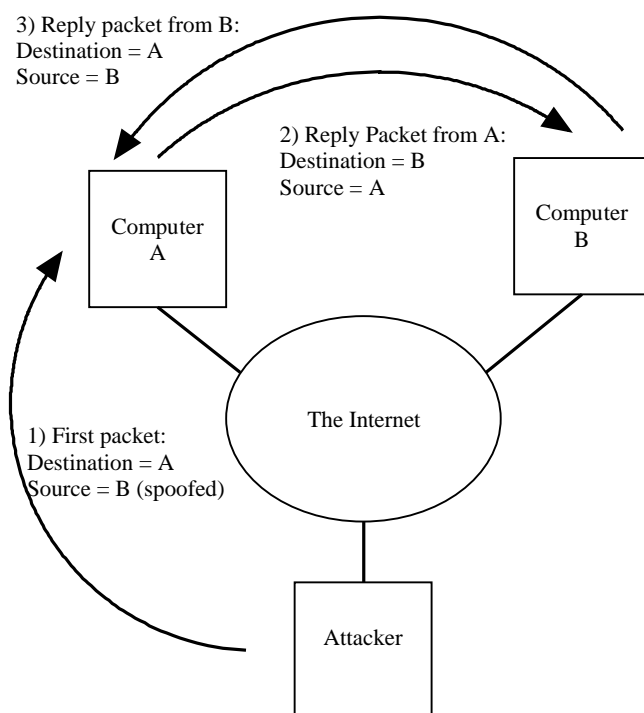 3) Reply packet from B:
Destination = A
Source = B
2) Reply Packet from A:
Destination = B
Source = A
Computer
A
Computer
B
The Internet
1) First packet:
Destination = A
Source = B (spoofed)
Attacker